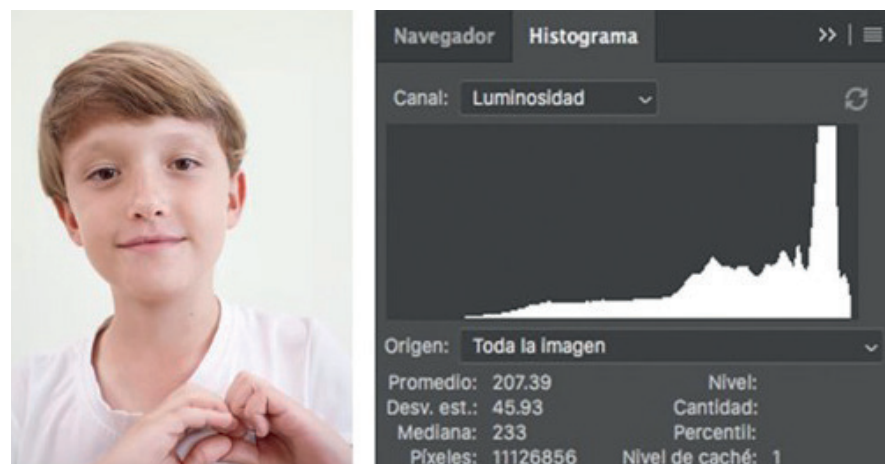 Navegador Histograma
Canal: Luminosidad
Origen: Toda la imagen
Promedio: 207.39 Nivel:
Desv. est.: 45.93 Cantidad:
Mediana: 233 Percentil:
Píxeles: 11126856 Nivel de caché: 1